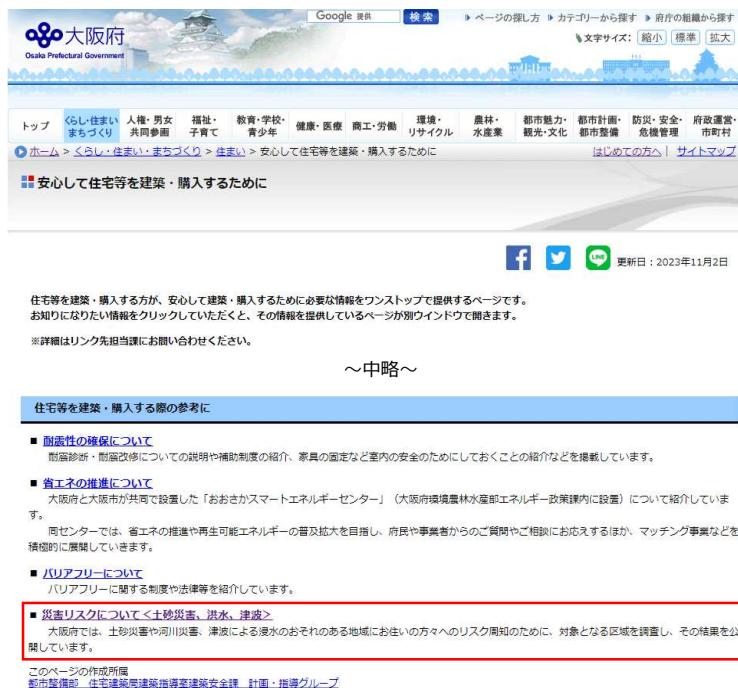 Google 提供 検索 ページの探し方 カテゴリーから探す 府庁の組織から探す
大阪府
Osaka Prefectural Government
文字サイズ: 縮小 標準 拡大
トップ くらし・住まい まちづくり 人権・男女 共同参画 福祉・ 子育て 教育・学校・ 青少年 健康・医療 商工・労働 環境・ リサイクル 農林・ 水産業 都市魅力・ 観光・文化 都市計画・ 都市整備 防災・安全・ 危機管理 府政運営・ 市町村
ホーム > くらし・住まい・まちづくり > 住まい > 安心して住宅等を建築・購入するために はじめての方へ | サイトマップ
安心して住宅等を建築・購入するために
LINE 更新日：2023年11月2日
住宅等を建築・購入する方が、安心して建築・購入するために必要な情報をワンストップで提供するページです。
お知りになりたい情報をクリックしていただくと、その情報を提供しているページが別ウインドウで開きます。
※詳細はリンク先担当課にお問い合わせください。
～中略～
住宅等を建築・購入する際の参考に
■ 耐震性の確保について
耐震診断・耐震改修についての説明や補助制度の紹介、家具の固定など室内の安全のためにしておくことの紹介などを掲載しています。
■ 省エネの推進について
大阪府と大阪市が共同で設置した「おおさかスマートエネルギーセンター」（大阪府環境農林水産部エネルギー政策課内に設置）について紹介していま
す。
同センターでは、省エネの推進や再生可能エネルギーの普及拡大を目指し、府民や事業者からのご質問やご相談にお応えするほか、マッチング事業などを
積極的に展開していきます。
■ バリアフリーについて
バリアフリーに関する制度や法律等を紹介しています。
■ 災害リスクについて＜土砂災害、洪水、津波＞
大阪府では、土砂災害や河川災害、津波による浸水のおそれのある地域にお住いの方々へのリスク周知のために、対象となる区域を調査し、その結果を公
開しています。
このページの作成所属
都市整備部 住宅建築局建築指導室建築安全課 計画・指導グループ